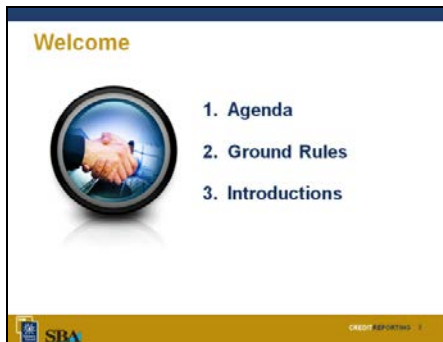 Welcome
1. Agenda
2. Ground Rules
3. Introductions
SBA
CREDIT REPORTING